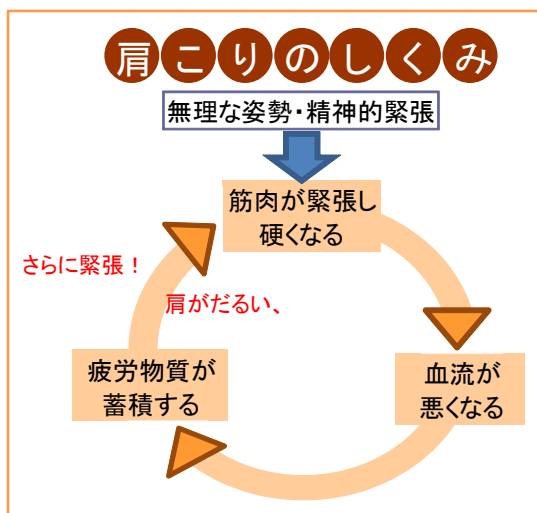 肩こりのしくみ
無理な姿勢・精神的緊張
筋肉が緊張し
硬くなる
さらに緊張！
肩がだるい、
疲労物質が
蓄積する
血流が
悪くなる